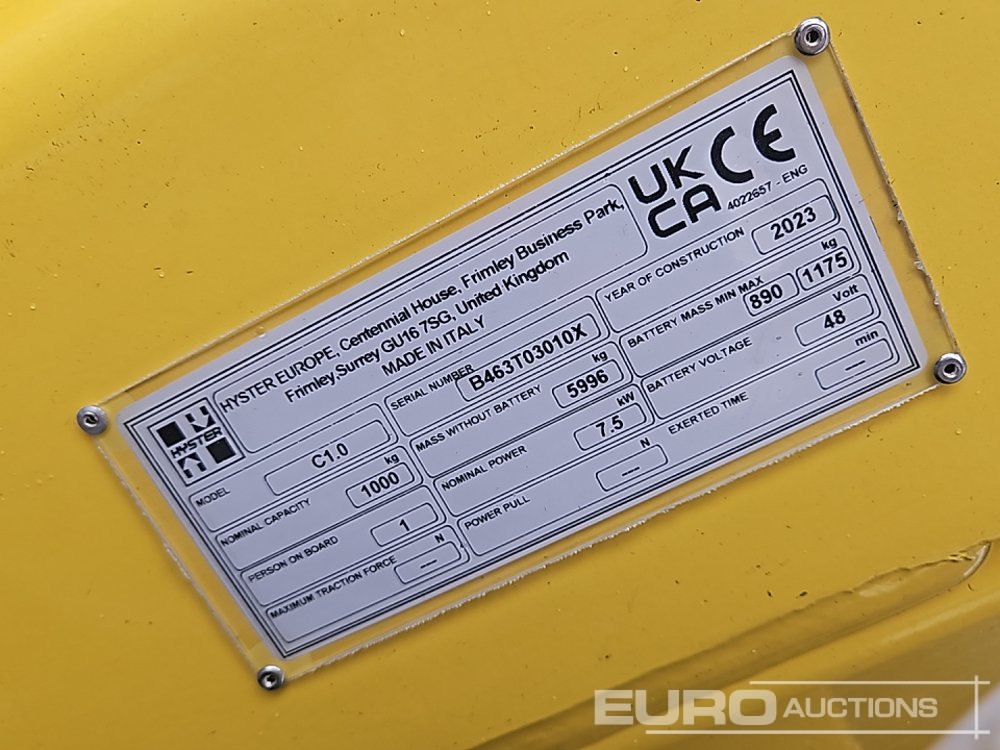 HYSTER
HYSTER EUROPE, Centennial House, Frimley Business Park,
Frimley,Surrey GU16 7SG, United Kingdom
MADE IN ITALY
UK
CA CE
4022657 - ENG
MODEL C1.0
NOMINAL CAPACITY 1000 kg
PERSON ON BOARD 1
MAXIMUM TRACTION FORCE --- N
SERIAL NUMBER B463T03010X
MASS WITHOUT BATTERY 5996 kg
NOMINAL POWER 7.5 kW
POWER PULL --- N
YEAR OF CONSTRUCTION 2023
BATTERY MASS MIN MAX 890 1175 kg
BATTERY VOLTAGE 48 Volt
EXERTED TIME --- min
EURO AUCTIONS